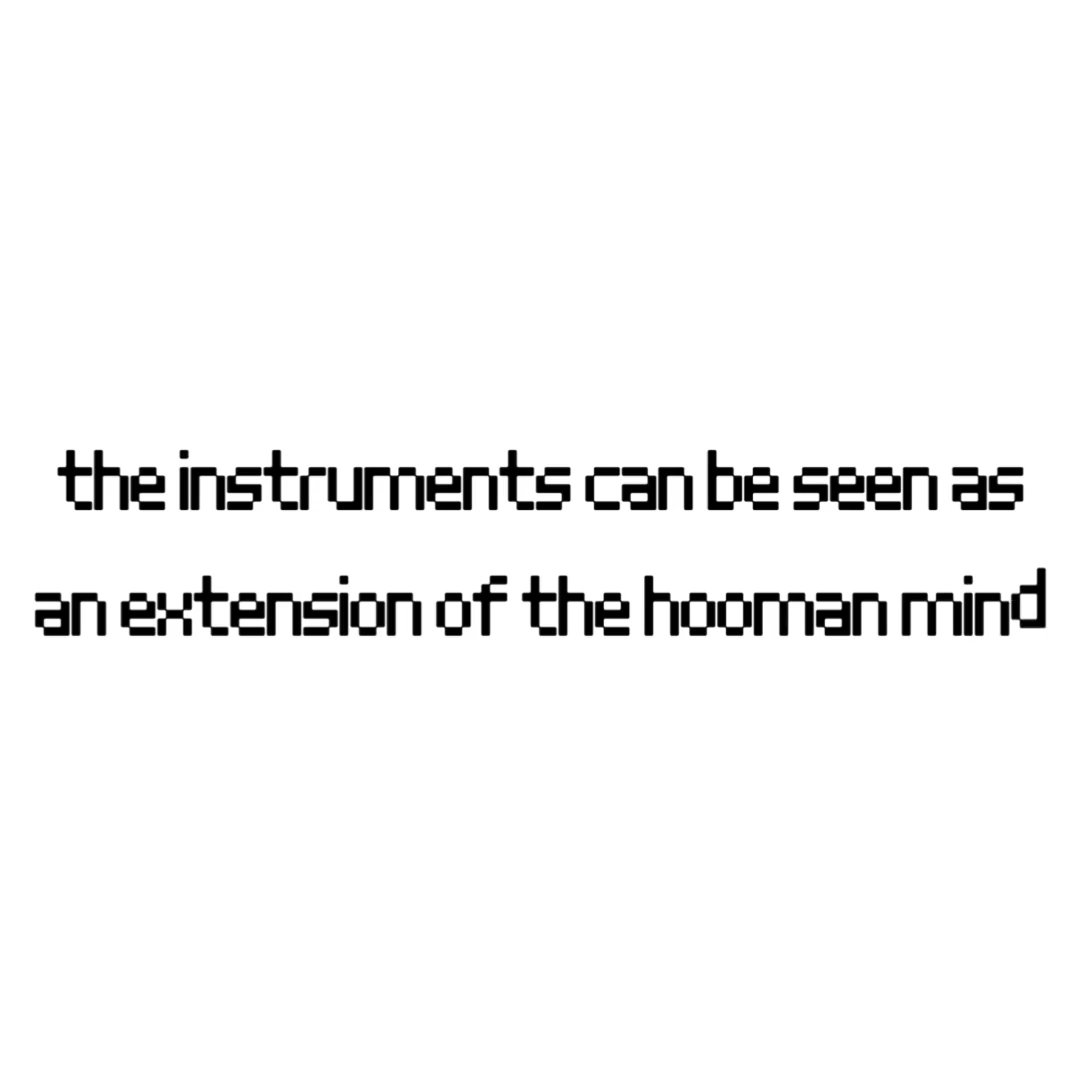 the instruments can be seen as
an extension of the hooman mind